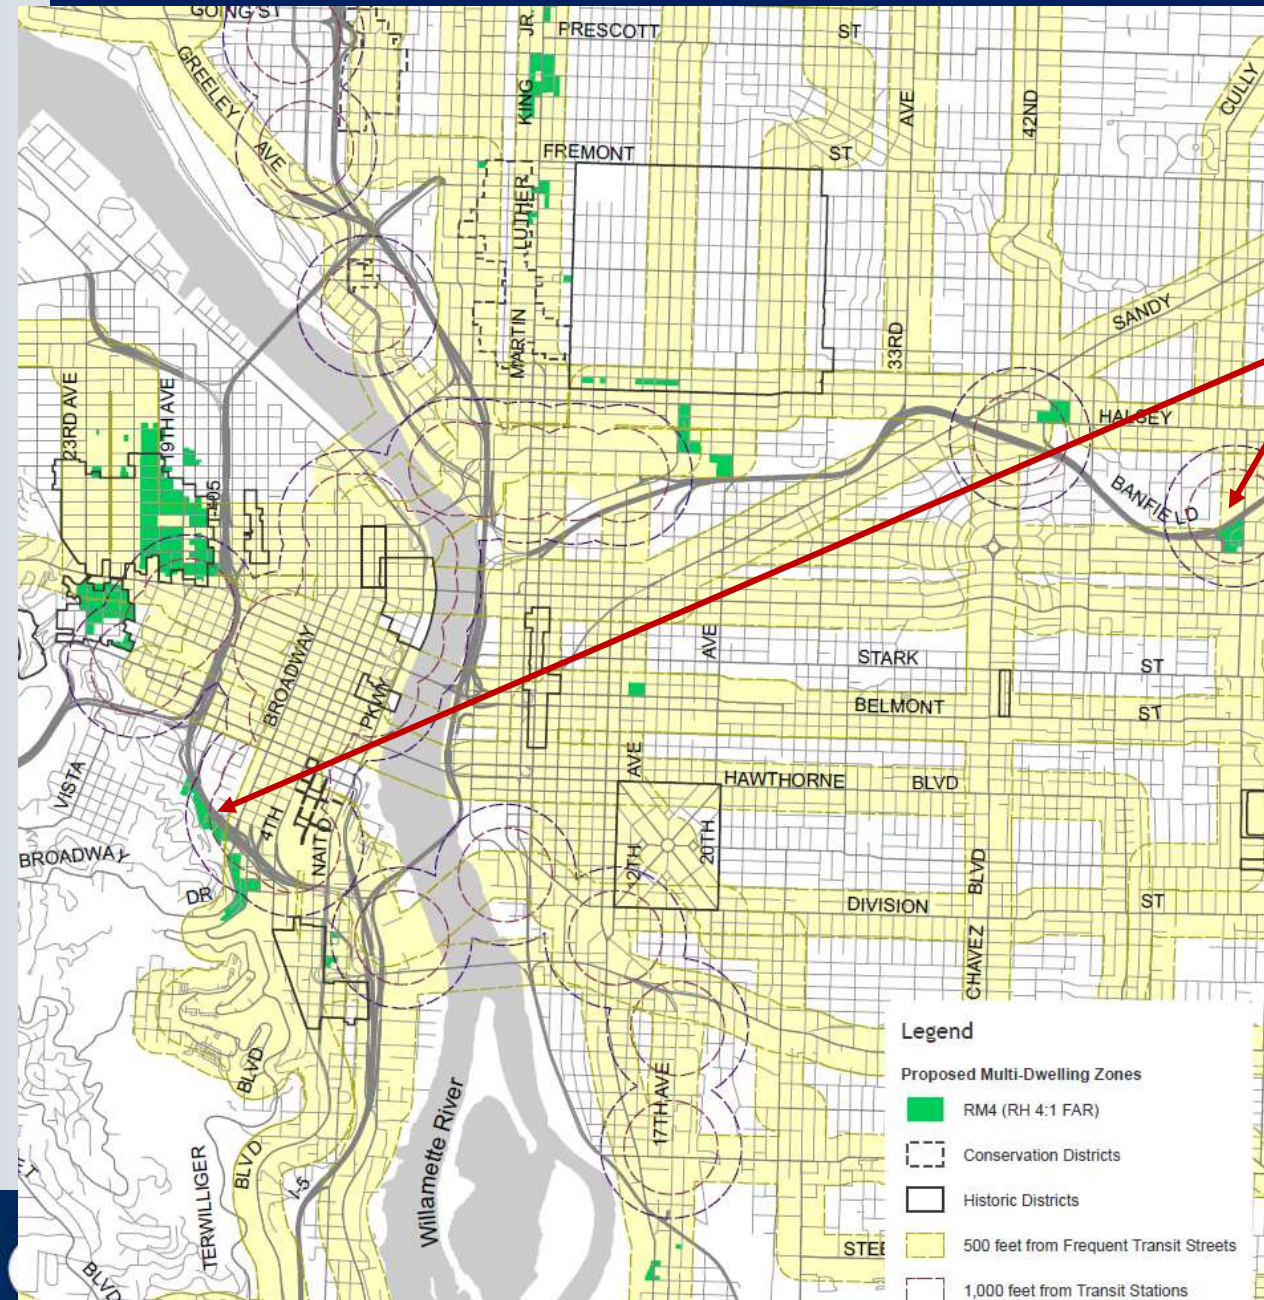 GOING ST
PRESCOTT
ST
GREELEY
AVE
JR.
KING
LUTHER
MARTIN
FREMONT
ST
AVE
33RD
42ND
CULLY
SANDY
23RD AVE
19TH AVE
I-405
HALSEY
BANFIELD
BROADWAY
PKWY
AVE
STARK
ST
BELMONT
ST
VISTA
4TH
NAITO
AVE
12TH
20TH
HAWTHORNE
BLVD
BROADWAY
DR
DIVISION
ST
BLVD
CHAVEZ
BLVD
TERWILLIGER
BLVD
I-5
Willamette River
17TH AVE
BLVD
STEE
Legend
Proposed Multi-Dwelling Zones
RM4 (RH 4:1 FAR)
Conservation Districts
Historic Districts
500 feet from Frequent Transit Streets
1,000 feet from Transit Stations